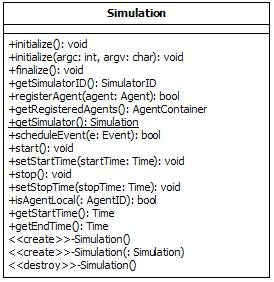 Simulation
+initialize(): void
+initialize(argc: int, argv: char): void
+finalize(): void
+getSimulatorID(): SimulatorID
+registerAgent(agent: Agent): bool
+getRegisteredAgents(): AgentContainer
+getSimulator(): Simulation
+scheduleEvent(e: Event): bool
+start(): void
+setStartTime(startTime: Time): void
+stop(): void
+setStopTime(stopTime: Time): void
+isAgentLocal(: AgentID): bool
+getStartTime(): Time
+getEndTime(): Time
<<create>>-Simulation()
<<create>>-Simulation(: Simulation)
<<destroy>>-Simulation()